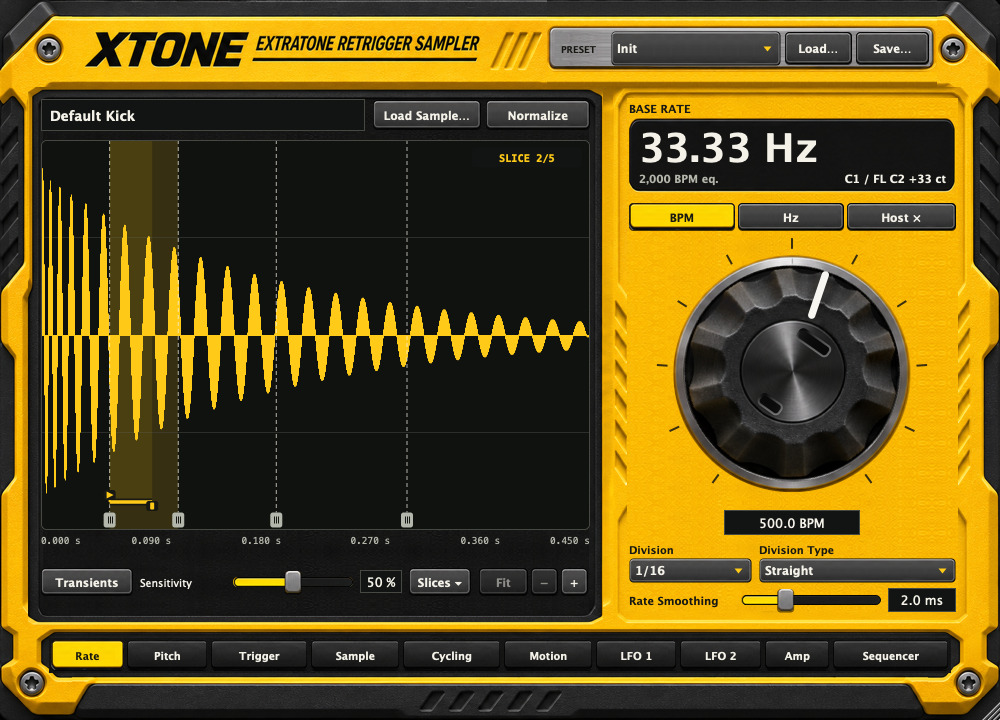 XTONE EXTRATONE RETRIGGER SAMPLER
PRESET Init Load... Save...
Default Kick Load Sample... Normalize
SLICE 2/5
0.000 s 0.090 s 0.180 s 0.270 s 0.360 s 0.450 s
Transients Sensitivity 50 % Slices Fit − +
BASE RATE
33.33 Hz
2,000 BPM eq. C1 / FL C2 +33 ct
BPM Hz Host ×
500.0 BPM
Division Division Type
1/16 Straight
Rate Smoothing 2.0 ms
Rate Pitch Trigger Sample Cycling Motion LFO 1 LFO 2 Amp Sequencer